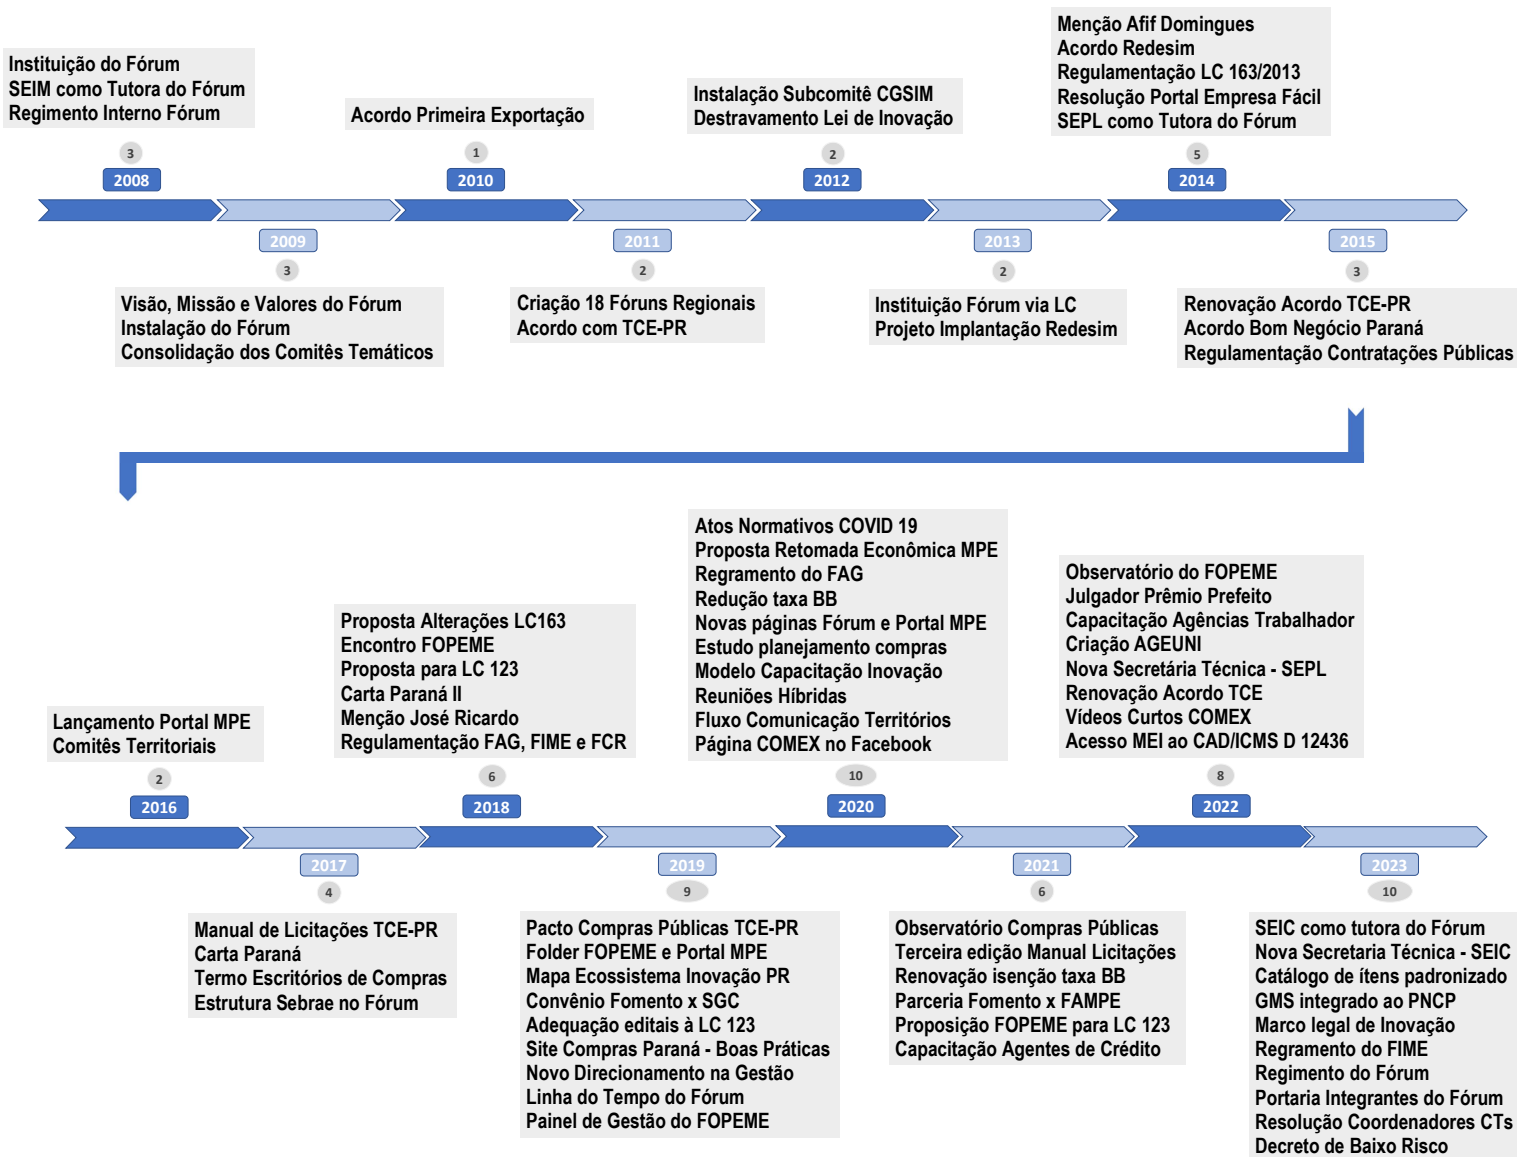 Instituição do Fórum
SEIM como Tutora do Fórum
Regimento Interno Fórum
3
2008
2009
3
Visão, Missão e Valores do Fórum
Instalação do Fórum
Consolidação dos Comitês Temáticos
Acordo Primeira Exportação
1
2010
2011
2
Criação 18 Fóruns Regionais
Acordo com TCE-PR
Instalação Subcomitê CGSIM
Destravamento Lei de Inovação
2
2012
2013
2
Instituição Fórum via LC
Projeto Implantação Redesim
Menção Afif Domingues
Acordo Redesim
Regulamentação LC 163/2013
Resolução Portal Empresa Fácil
SEPL como Tutora do Fórum
5
2014
2015
3
Renovação Acordo TCE-PR
Acordo Bom Negócio Paraná
Regulamentação Contratações Públicas
Lançamento Portal MPE
Comitês Territoriais
2
2016
2017
4
Manual de Licitações TCE-PR
Carta Paraná
Termo Escritórios de Compras
Estrutura Sebrae no Fórum
Proposta Alterações LC163
Encontro FOPEME
Proposta para LC 123
Carta Paraná II
Menção José Ricardo
Regulamentação FAG, FIME e FCR
6
2018
2019
9
Pacto Compras Públicas TCE-PR
Folder FOPEME e Portal MPE
Mapa Ecossistema Inovação PR
Convênio Fomento x SGC
Adequação editais à LC 123
Site Compras Paraná - Boas Práticas
Novo Direcionamento na Gestão
Linha do Tempo do Fórum
Painel de Gestão do FOPEME
Atos Normativos COVID 19
Proposta Retomada Econômica MPE
Regramento do FAG
Redução taxa BB
Novas páginas Fórum e Portal MPE
Estudo planejamento compras
Modelo Capacitação Inovação
Reuniões Híbridas
Fluxo Comunicação Territórios
Página COMEX no Facebook
10
2020
2021
6
Observatório Compras Públicas
Terceira edição Manual Licitações
Renovação isenção taxa BB
Parceria Fomento x FAMPE
Proposição FOPEME para LC 123
Capacitação Agentes de Crédito
Observatório do FOPEME
Julgador Prêmio Prefeito
Capacitação Agências Trabalhador
Criação AGEUNI
Nova Secretária Técnica - SEPL
Renovação Acordo TCE
Vídeos Curtos COMEX
Acesso MEI ao CAD/ICMS D 12436
8
2022
2023
10
SEIC como tutora do Fórum
Nova Secretaria Técnica - SEIC
Catálogo de ítens padronizado
GMS integrado ao PNCP
Marco legal de Inovação
Regramento do FIME
Regimento do Fórum
Portaria Integrantes do Fórum
Resolução Coordenadores CTs
Decreto de Baixo Risco